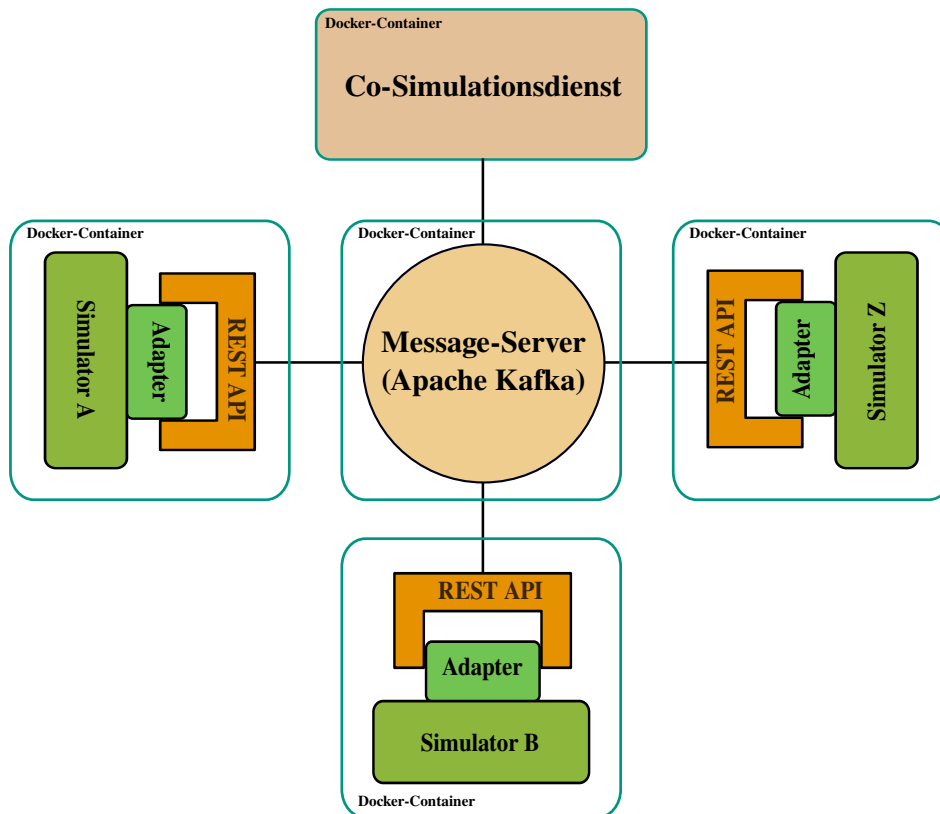 Docker-Container
Co-Simulationsdienst
Docker-Container
Simulator A
Adapter
REST API
Docker-Container
Message-Server
(Apache Kafka)
Docker-Container
REST API
Adapter
Simulator Z
REST API
Adapter
Simulator B
Docker-Container